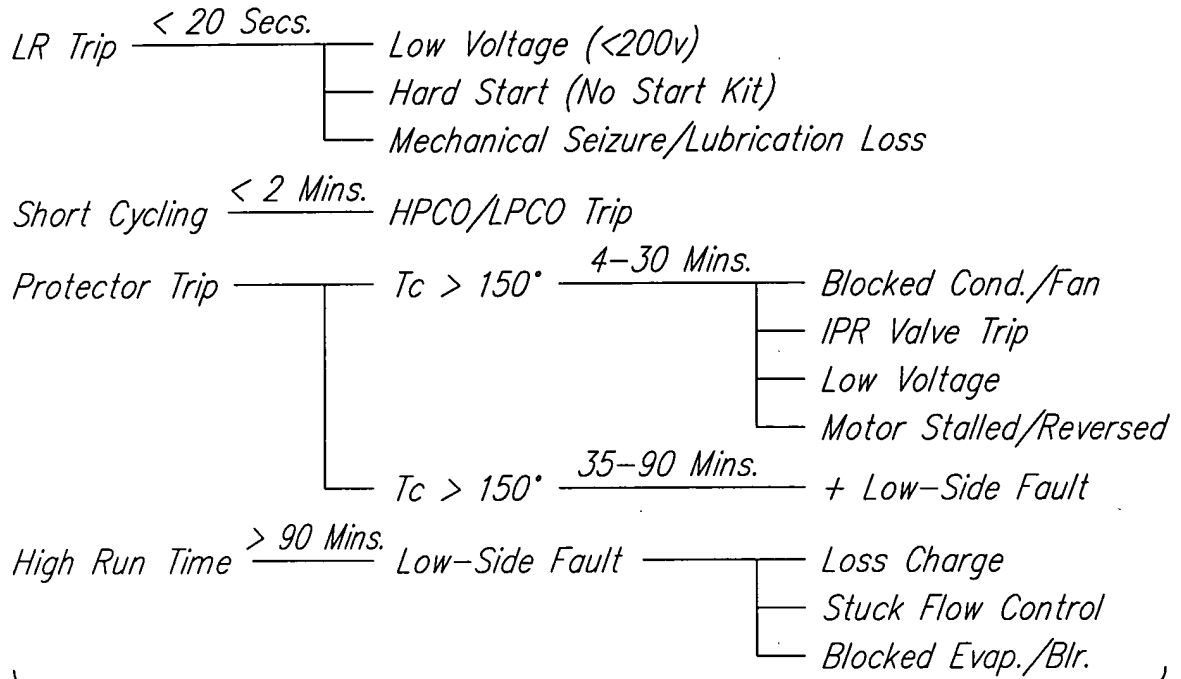 LR Trip < 20 Secs. Low Voltage (<200v)
Hard Start (No Start Kit)
Mechanical Seizure/Lubrication Loss
Short Cycling < 2 Mins. HPCO/LPCO Trip
Protector Trip Tc > 150° 4-30 Mins. Blocked Cond./Fan
IPR Valve Trip
Low Voltage
Motor Stalled/Reversed
Tc > 150° 35-90 Mins. + Low-Side Fault
High Run Time > 90 Mins. Low-Side Fault Loss Charge
Stuck Flow Control
Blocked Evap./Blr.